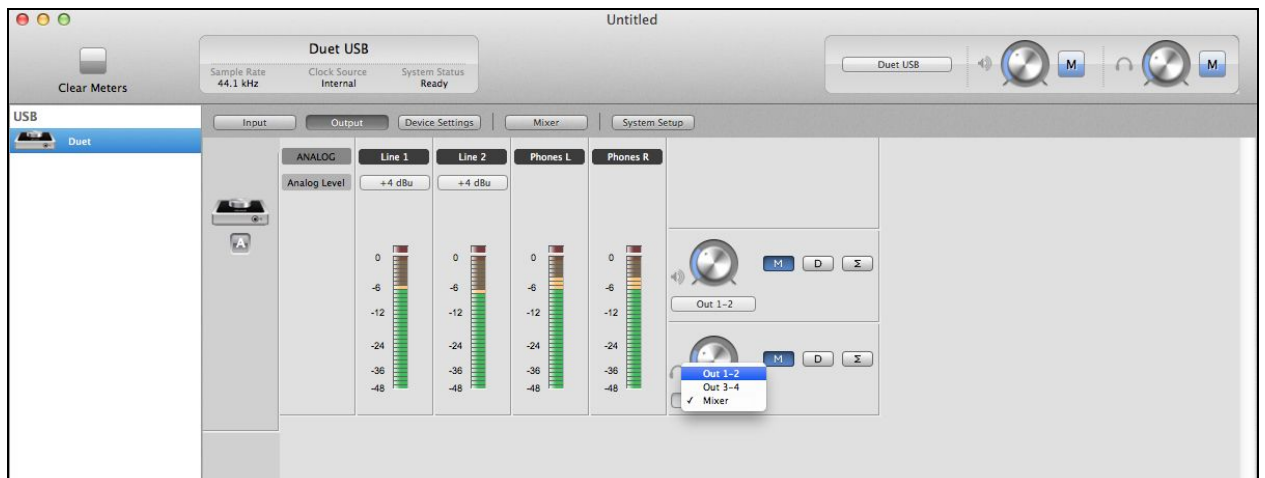 Untitled
Clear Meters
Duet USB
Sample Rate Clock Source System Status
44.1 kHz Internal Ready
Duet USB M M
USB
Duet
Input Output Device Settings Mixer System Setup
ANALOG Line 1 Line 2 Phones L Phones R
Analog Level +4 dBu +4 dBu
A
0 0 0 0
-6 -6 -6 -6
-12 -12 -12 -12
-24 -24 -24 -24
-36 -36 -36 -36
-48 -48 -48 -48
M D Σ
Out 1-2
M D Σ
Out 1-2
Out 3-4
✓ Mixer